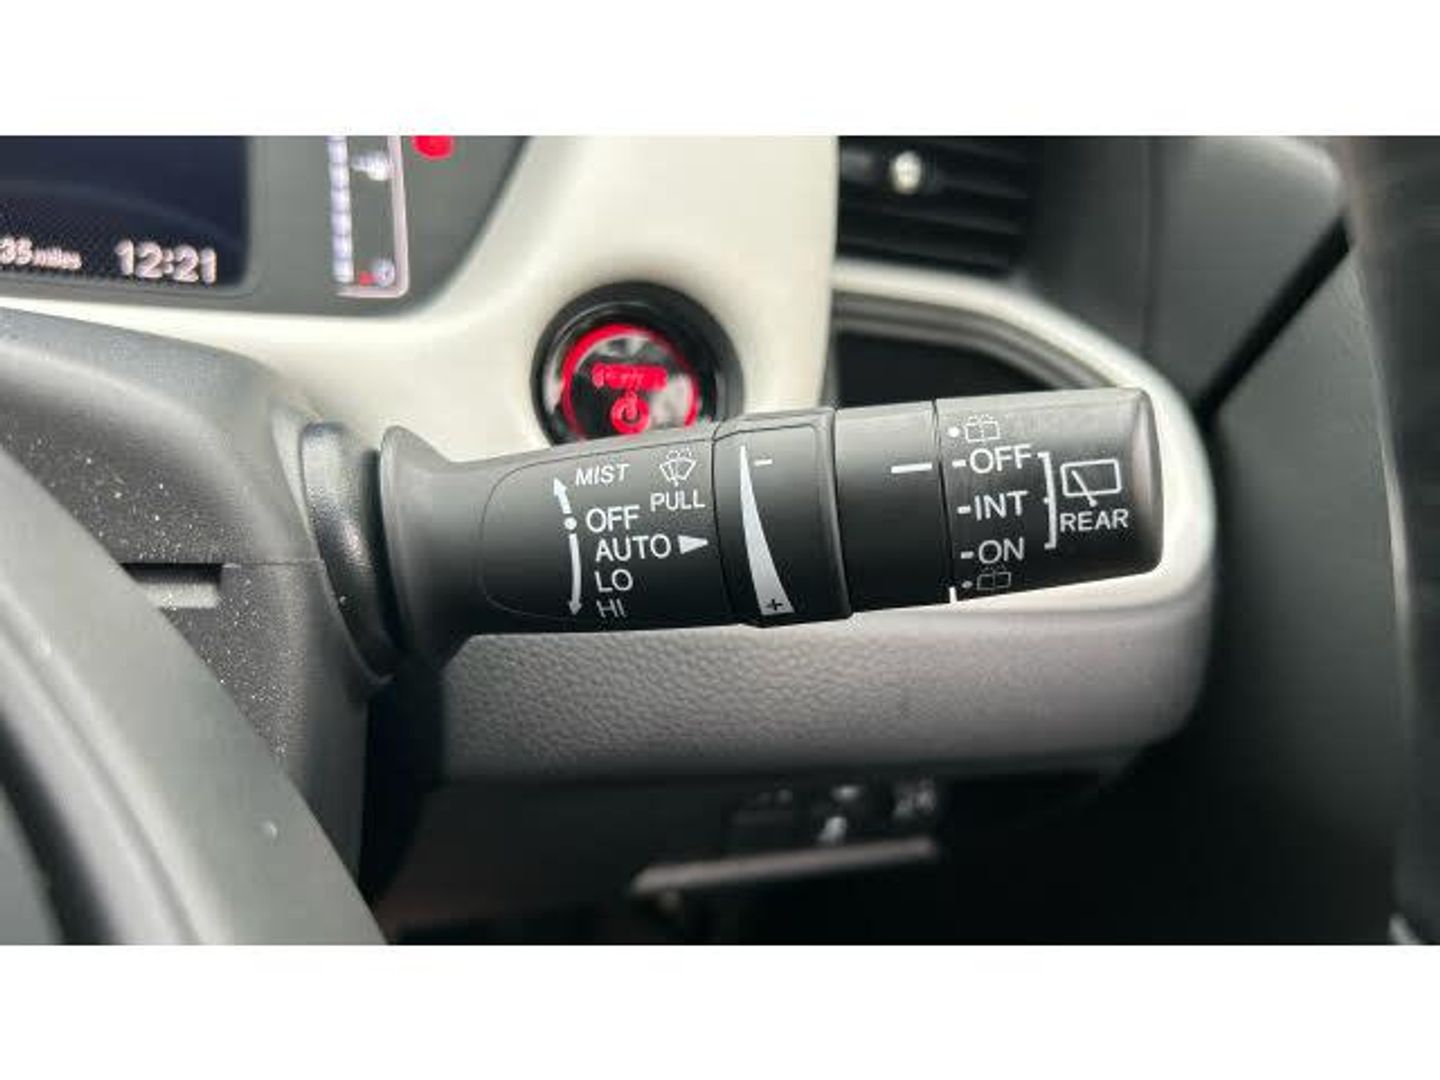 35 miles 12:21
MIST
PULL
OFF
AUTO
LO
HI
- +
OFF
INT
ON
REAR